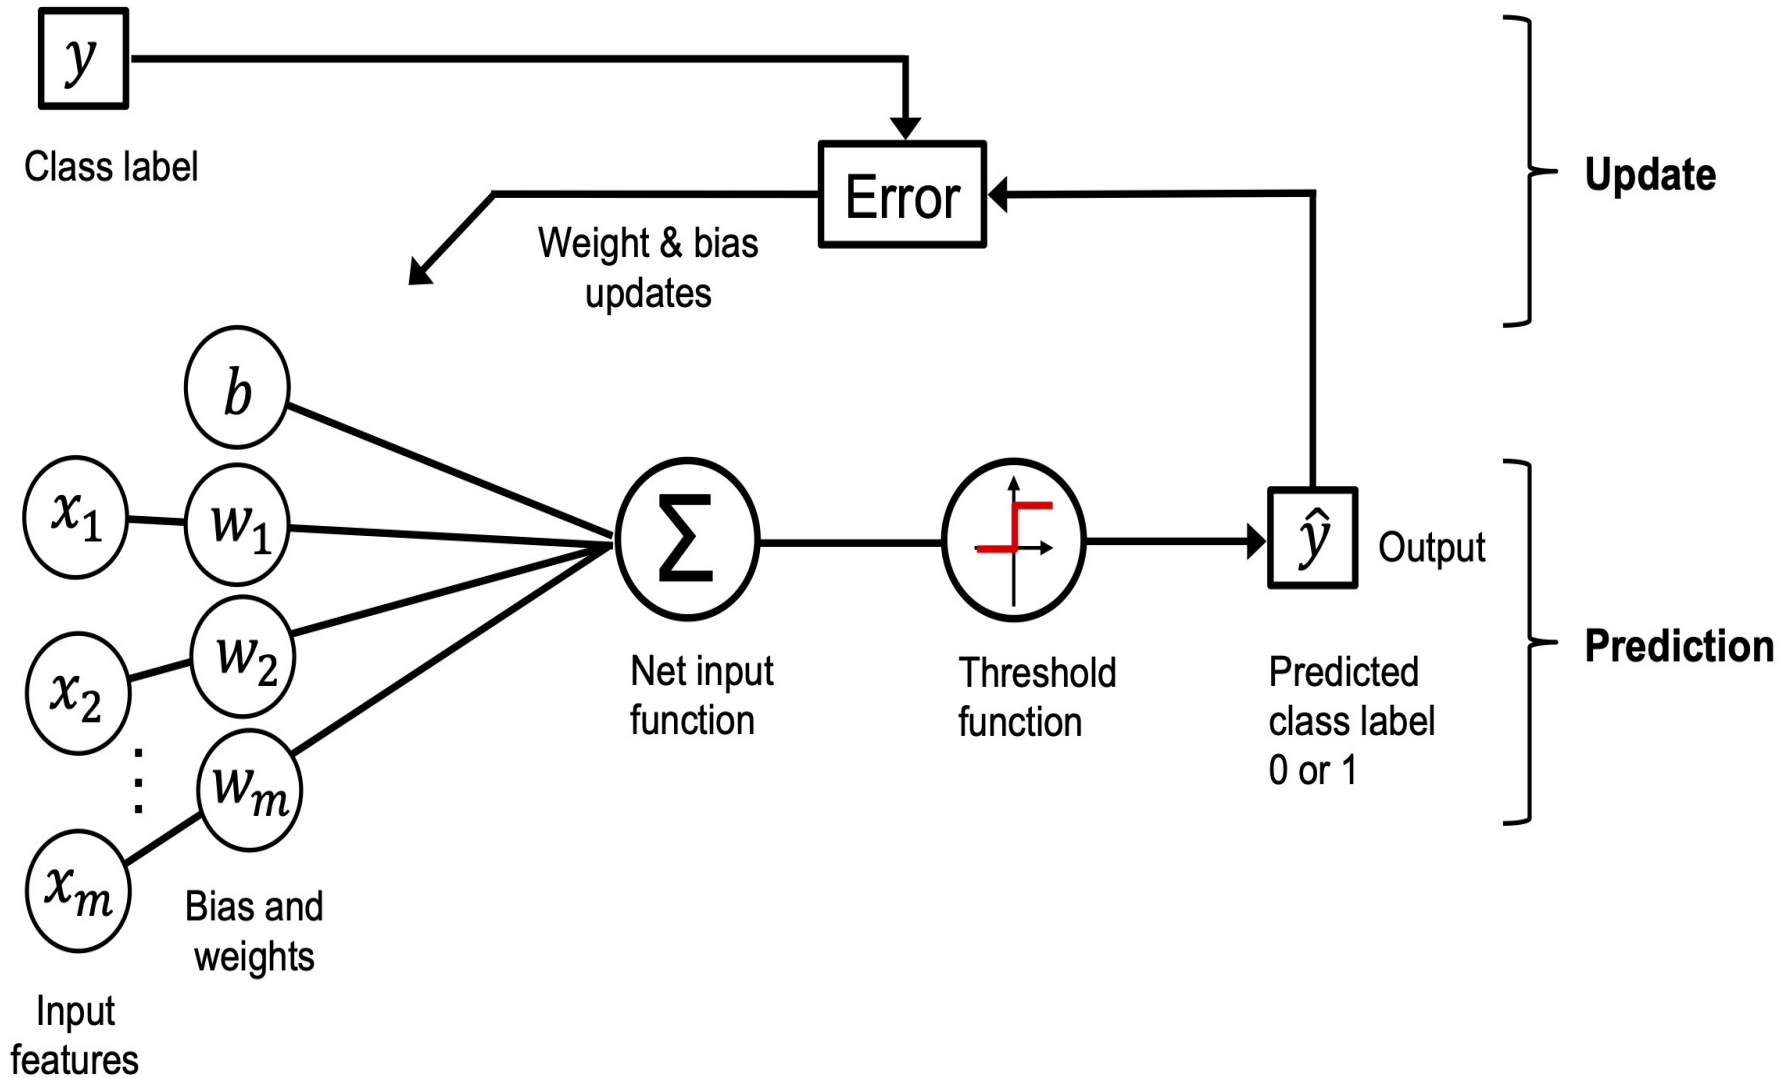 y
Class label
Error
Update
Weight & bias
updates
b
x₁
w₁
x₂
w₂
⋮
xₘ
wₘ
Σ
ŷ
Output
Prediction
Net input
function
Threshold
function
Predicted
class label
0 or 1
Bias and
weights
Input
features